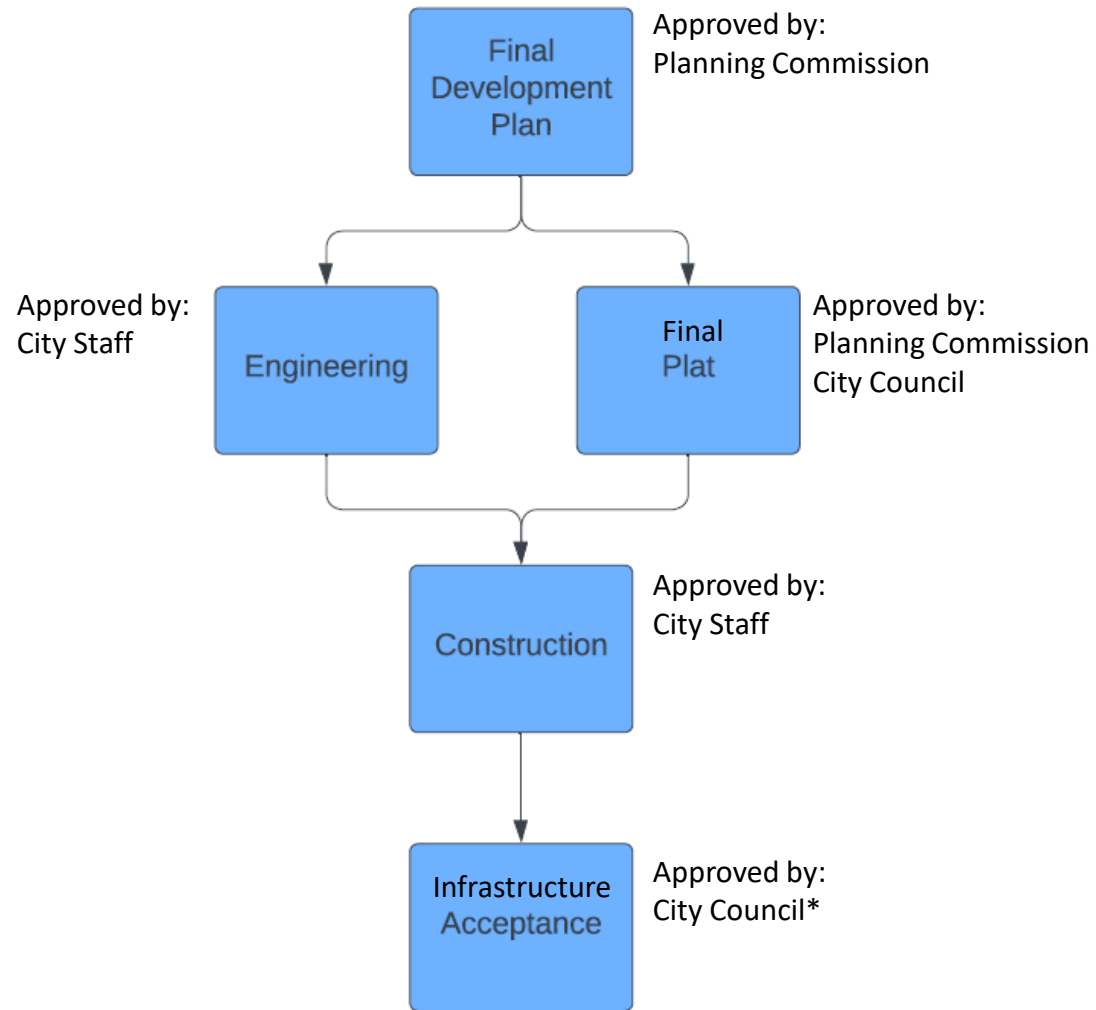 Final
Development
Plan
Approved by:
Planning Commission
Approved by:
City Staff
Engineering
Final
Plat
Approved by:
Planning Commission
City Council
Construction
Approved by:
City Staff
Infrastructure
Acceptance
Approved by:
City Council*